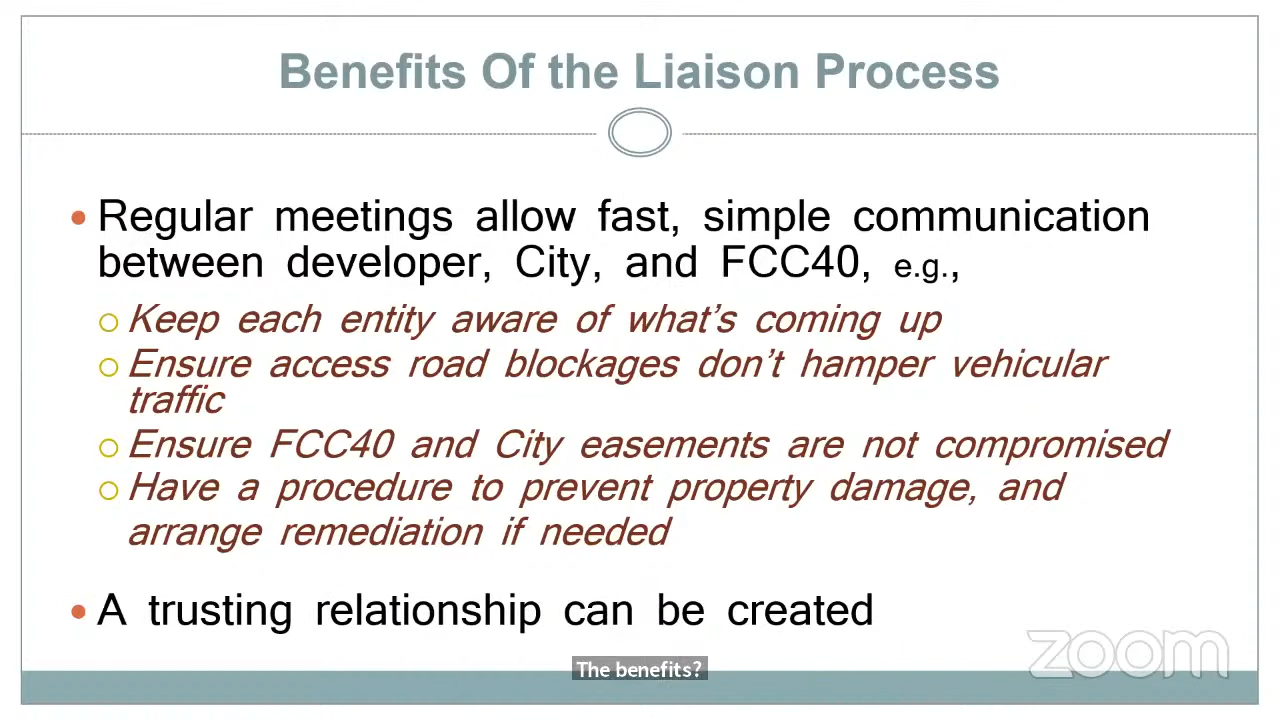 Benefits Of the Liaison Process
Regular meetings allow fast, simple communication
between developer, City, and FCC40, e.g.,
Keep each entity aware of what's coming up
Ensure access road blockages don't hamper vehicular
traffic
Ensure FCC40 and City easements are not compromised
Have a procedure to prevent property damage, and
arrange remediation if needed
A trusting relationship can be created
zoom
The benefits?